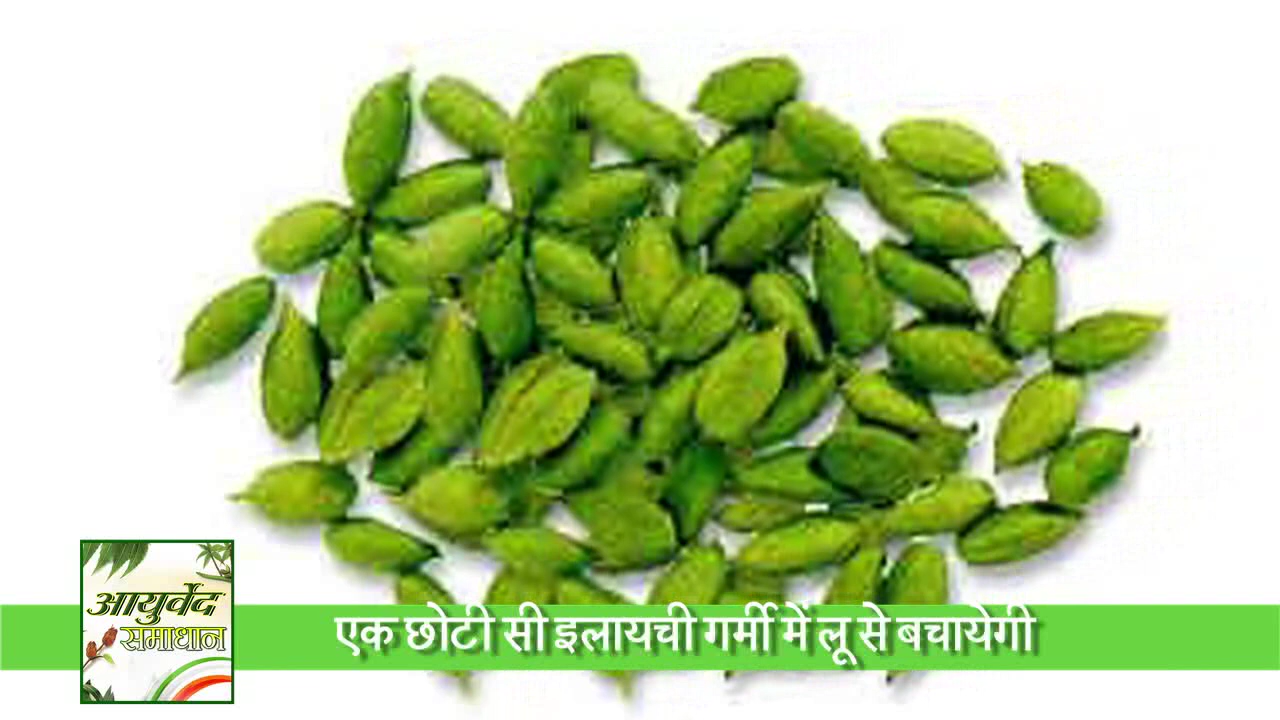 आयुर्वेद
समाधान
एक छोटी सी इलायची गर्मी में लू से बचायेगी